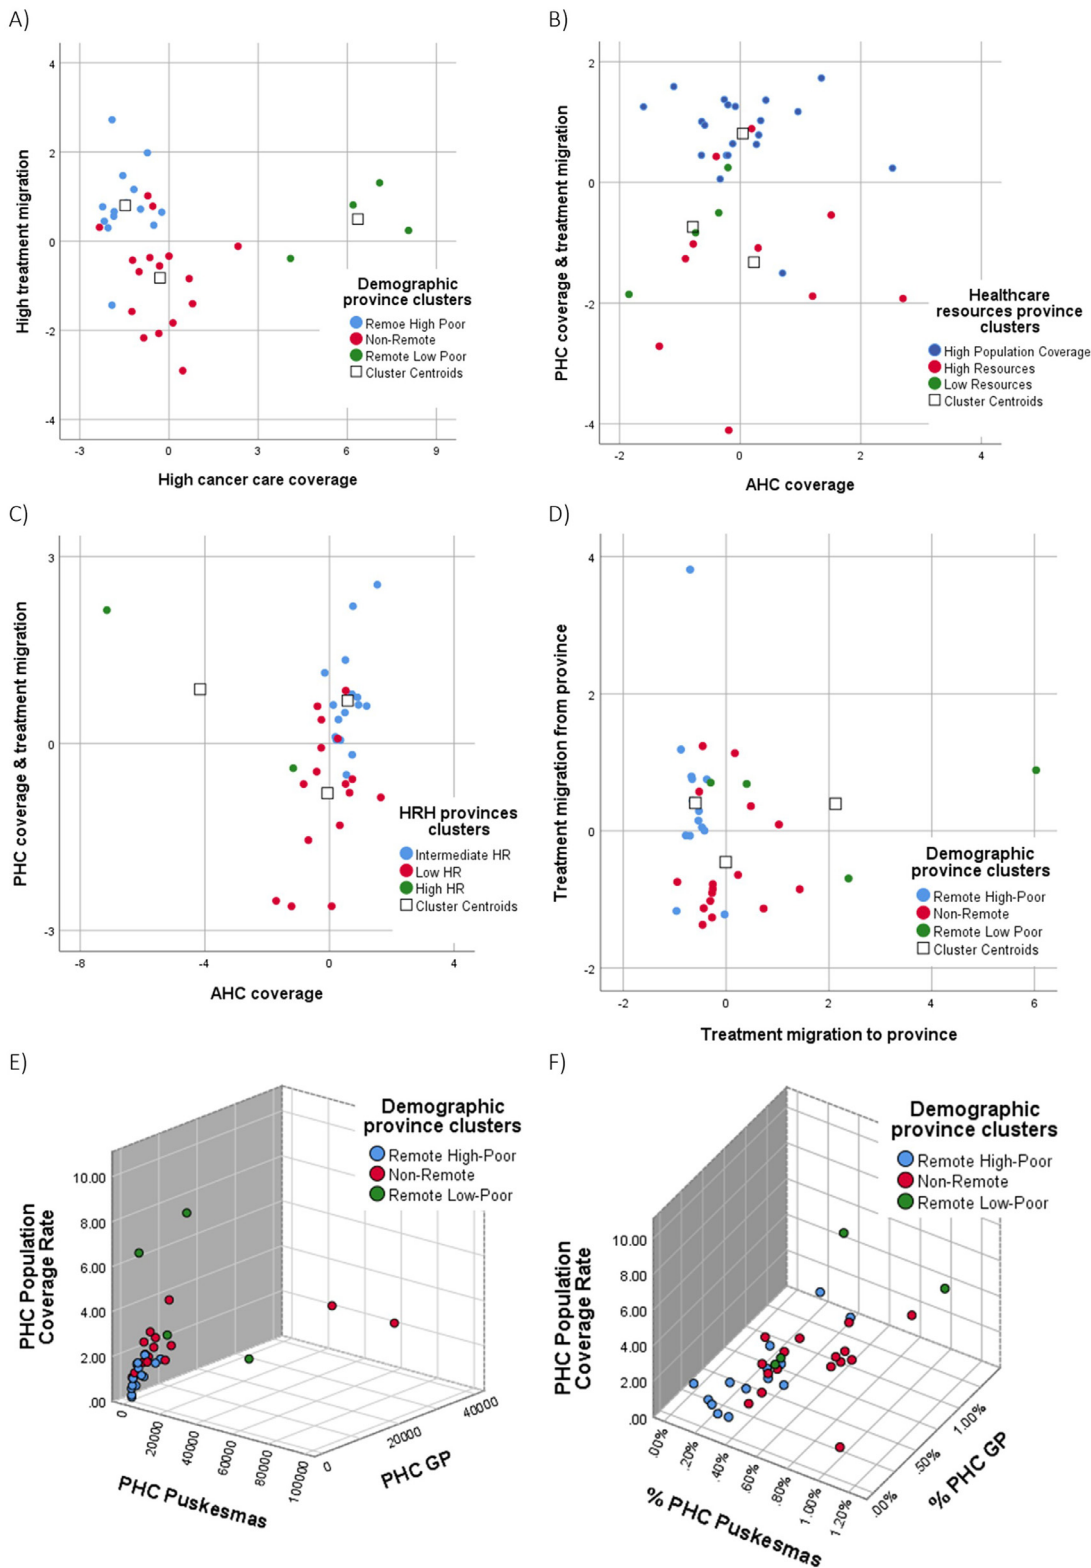 A)
High treatment migration
4
2
0
-2
-4
-3
0
3
6
9
High cancer care coverage
Demographic
province clusters
Remoe High Poor
Non-Remote
Remote Low Poor
Cluster Centroids
B)
PHC coverage & treatment migration
2
0
-2
-4
-2
0
2
4
AHC coverage
Healthcare
resources province
clusters
High Population Coverage
High Resources
Low Resources
Cluster Centroids
C)
PHC coverage & treatment migration
3
0
-3
-8
-4
0
4
AHC coverage
HRH provinces
clusters
Intermediate HR
Low HR
High HR
Cluster Centroids
D)
Treatment migration from province
4
2
0
-2
-2
0
2
4
6
Treatment migration to province
Demographic
province clusters
Remote High-Poor
Non-Remote
Remote Low Poor
Cluster Centroids
E)
PHC Population
Coverage Rate
10.00
8.00
6.00
4.00
2.00
.00
0
20000
40000
60000
80000
100000
PHC Puskesmas
0
20000
40000
PHC GP
Demographic
province clusters
Remote High-Poor
Non-Remote
Remote Low-Poor
F)
PHC Population
Coverage Rate
10.00
8.00
6.00
4.00
2.00
.00
.00%
.20%
.40%
.60%
.80%
1.00%
1.20%
% PHC Puskesmas
.00%
.50%
1.00%
% PHC GP
Demographic
province clusters
Remote High-Poor
Non-Remote
Remote Low-Poor